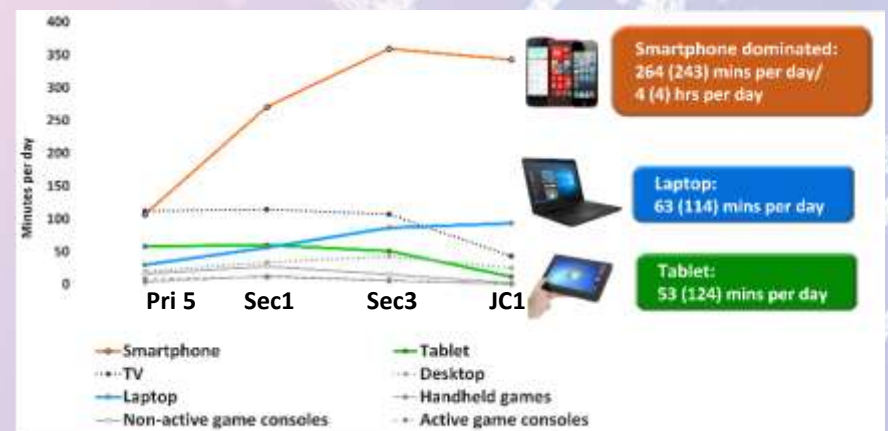 400
350
300
250
200
150
100
50
0
Minutes per day
Pri 5 Sec1 Sec3 JC1
Smartphone dominated:
264 (243) mins per day/
4 (4) hrs per day
Laptop:
63 (114) mins per day
Tablet:
53 (124) mins per day
Smartphone
Tablet
TV
Desktop
Laptop
Handheld games
Non-active game consoles
Active game consoles